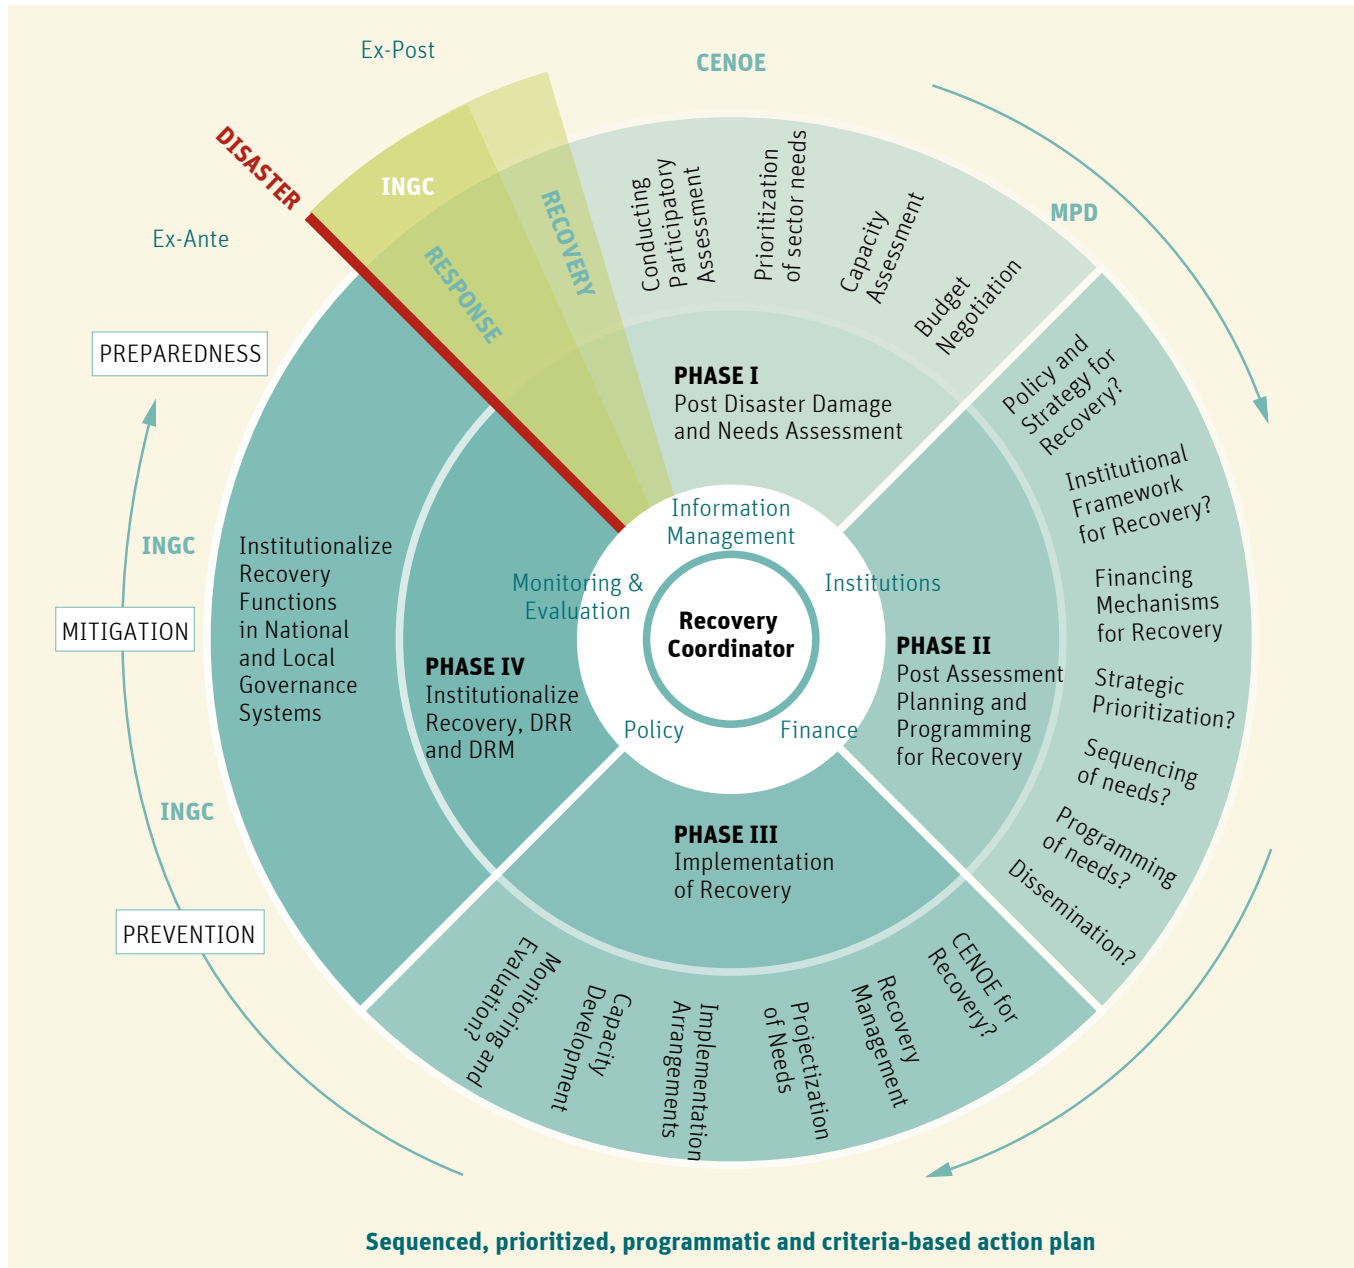 Ex-Post
CENOE
DISASTER
INGC
MPD
Ex-Ante
RESPONSE
RECOVERY
Conducting
Participatory
Assessment
Prioritization
of sector needs
Capacity
Assessment
Budget
Negotiation
PHASE I
Post Disaster Damage
and Needs Assessment
Policy and
Strategy for
Recovery?
Institutional
Framework
for Recovery?
Financing
Mechanisms
for Recovery
Strategic
Prioritization?
Sequencing
of needs?
Programming
of needs?
Dissemination?
PHASE II
Post Assessment
Planning and
Programming
for Recovery
Information
Management
Institutions
Finance
Policy
Monitoring &
Evaluation
Recovery
Coordinator
PHASE III
Implementation
of Recovery
CENOE for
Recovery?
Recovery
Management
Projectization
of Needs
Implementation
Arrangements
Capacity
Development
Monitoring and
Evaluation?
PHASE IV
Institutionalize
Recovery, DRR
and DRM
Institutionalize
Recovery
Functions
in National
and Local
Governance
Systems
PREPAREDNESS
INGC
MITIGATION
INGC
PREVENTION
Sequenced, prioritized, programmatic and criteria-based action plan